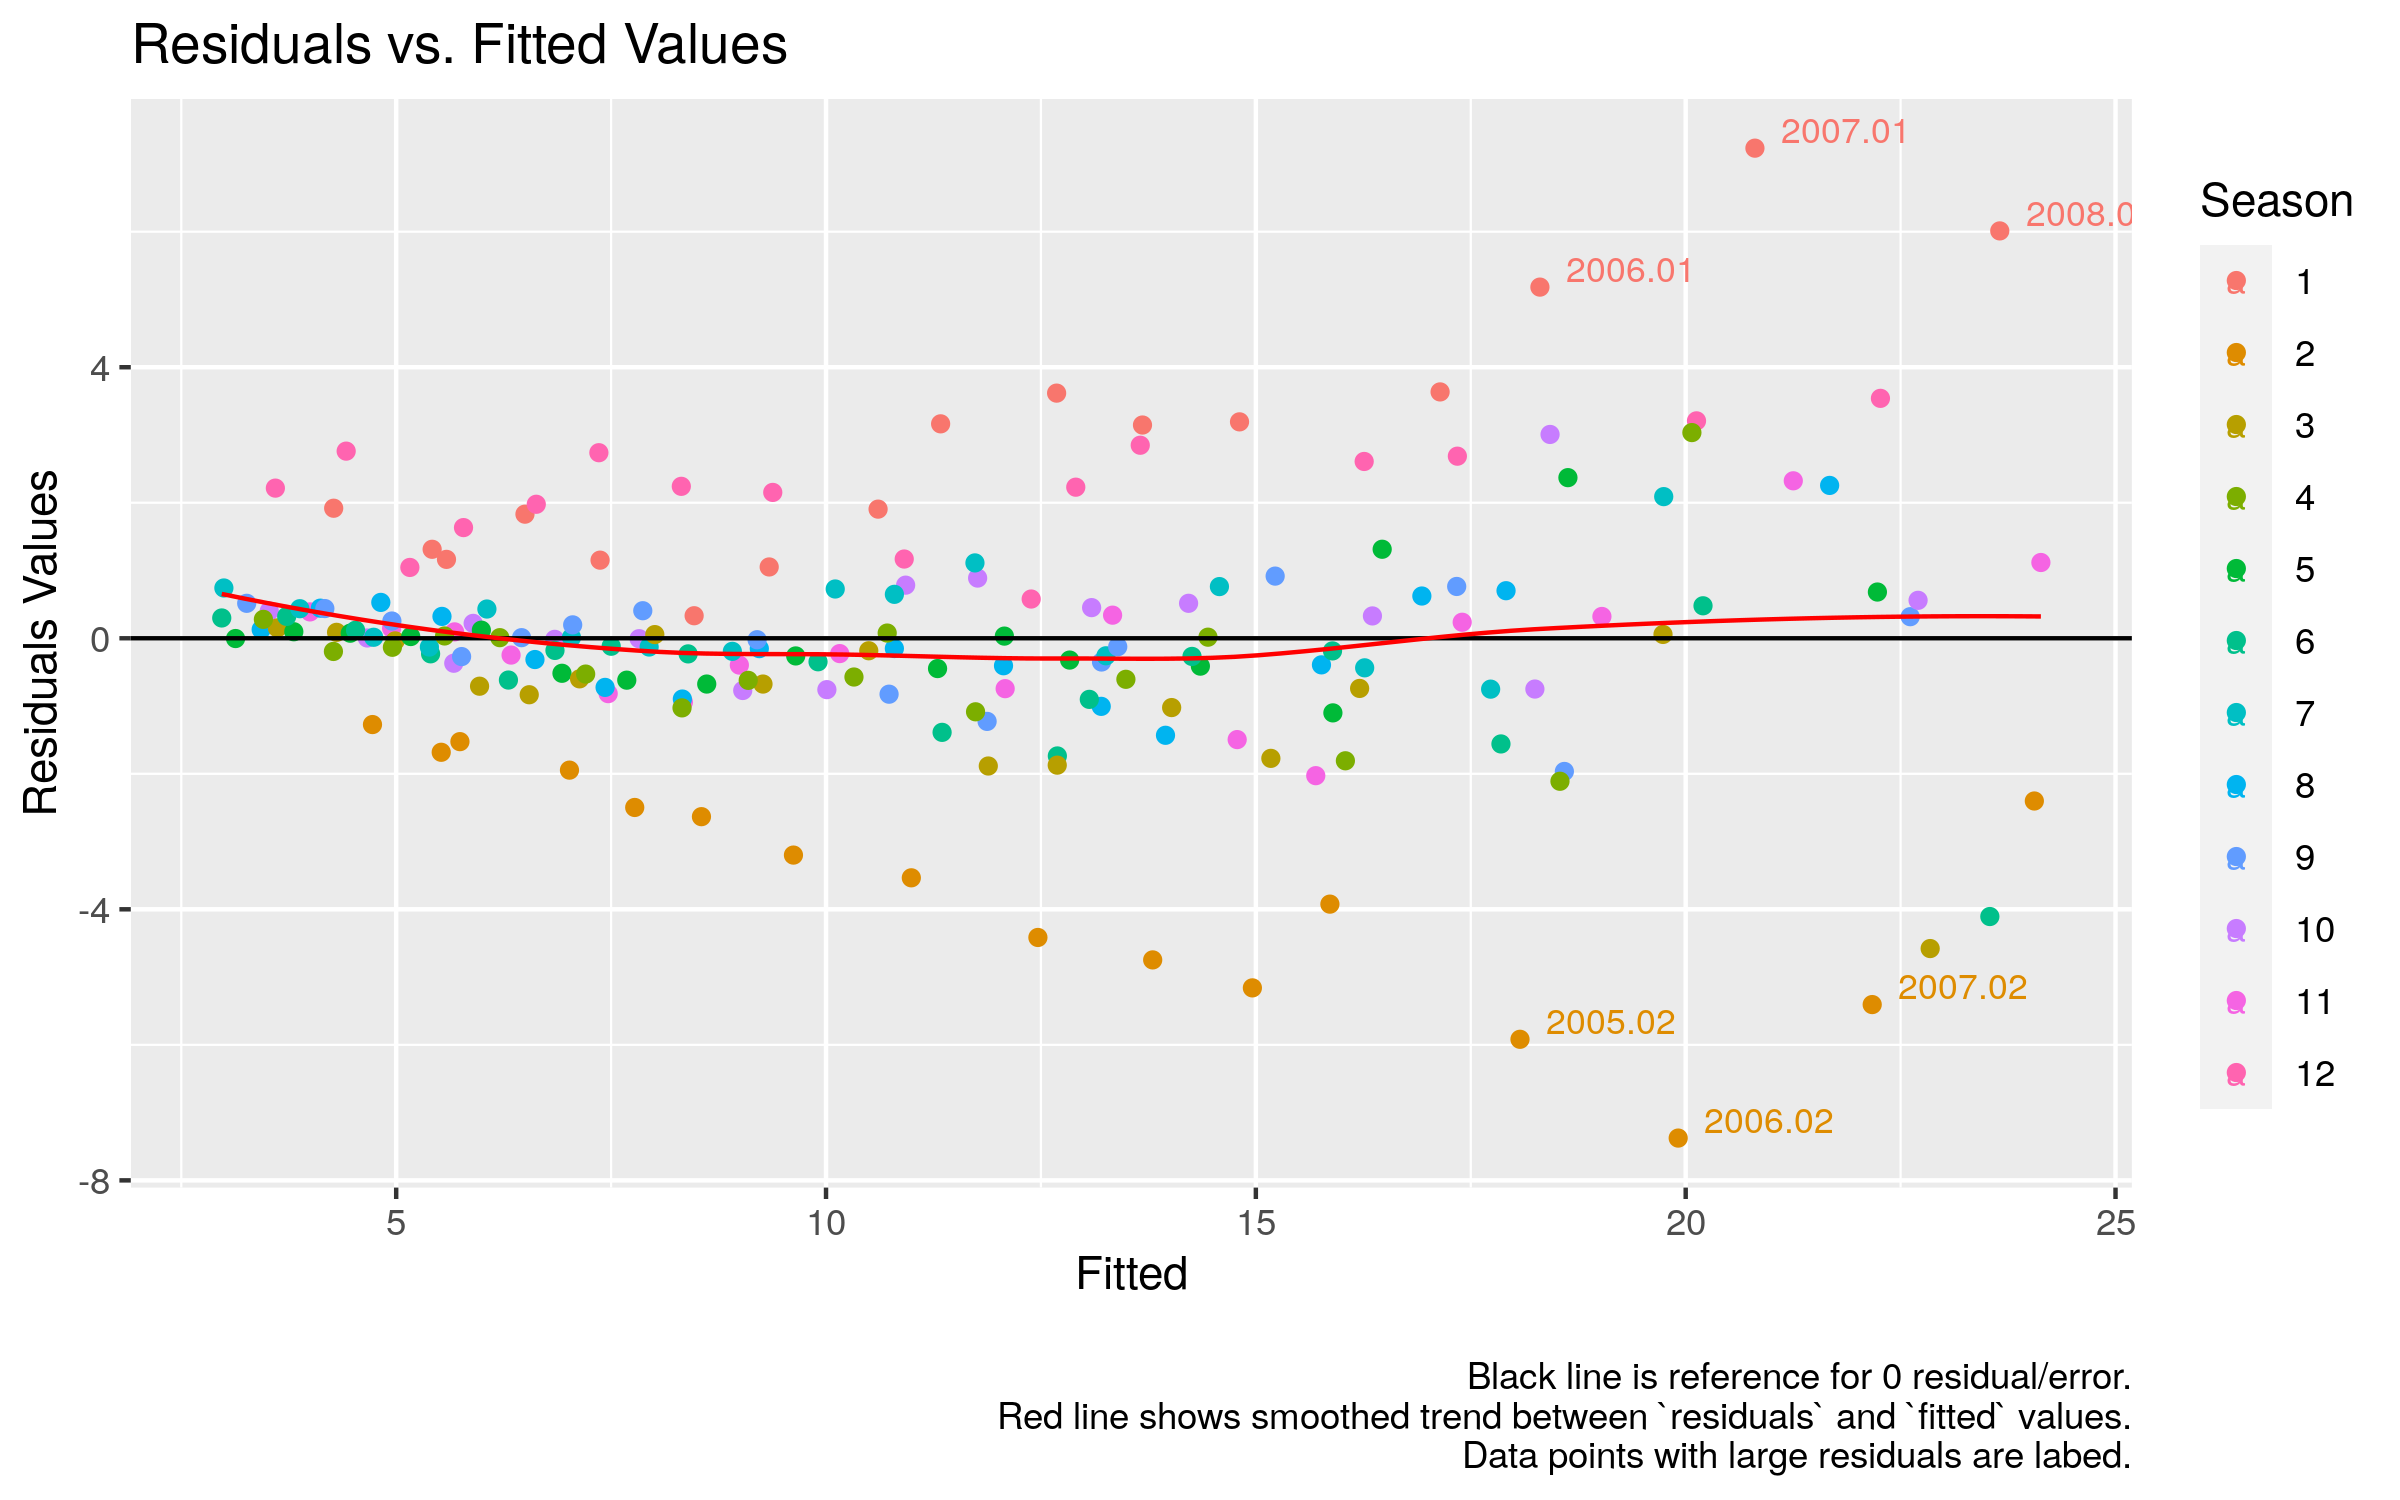 Residuals vs. Fitted Values
2007.01
2008.0
2006.01
2007.02
2005.02
2006.02
4
0
-4
-8
Residuals Values
5
10
15
20
25
Fitted
Season
a 1
a 2
a 3
a 4
a 5
a 6
a 7
a 8
a 9
a 10
a 11
a 12
Black line is reference for 0 residual/error.
Red line shows smoothed trend between `residuals` and `fitted` values.
Data points with large residuals are labed.